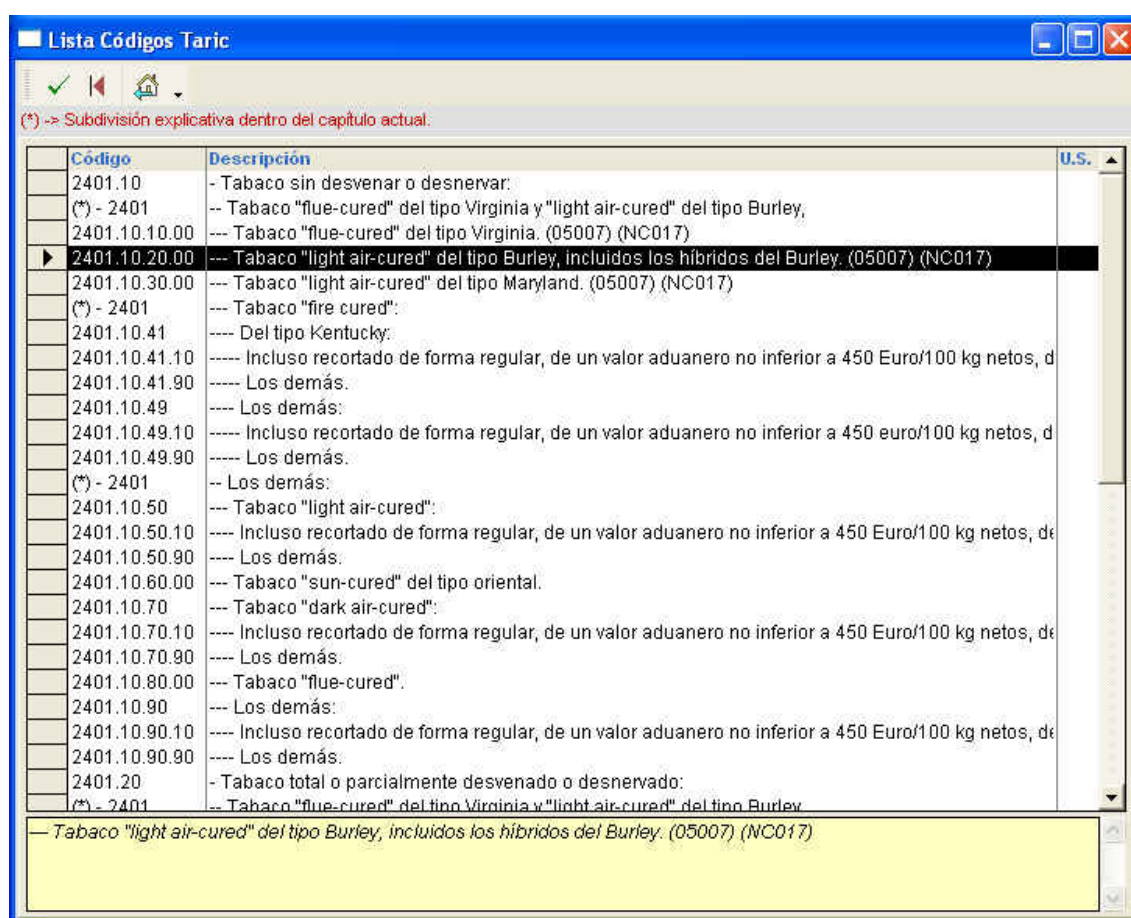 Lista Códigos Taric
(*) -> Subdivisión explicativa dentro del capítulo actual.
Código Descripción U.S.
2401.10 - Tabaco sin desvenar o desnervar:
(*) - 2401 -- Tabaco "flue-cured" del tipo Virginia y "light air-cured" del tipo Burley,
2401.10.10.00 --- Tabaco "flue-cured" del tipo Virginia. (05007) (NC017)
2401.10.20.00 --- Tabaco "light air-cured" del tipo Burley, incluidos los híbridos del Burley. (05007) (NC017)
2401.10.30.00 --- Tabaco "light air-cured" del tipo Maryland. (05007) (NC017)
(*) - 2401 --- Tabaco "fire cured":
2401.10.41 ---- Del tipo Kentucky:
2401.10.41.10 ----- Incluso recortado de forma regular, de un valor aduanero no inferior a 450 Euro/100 kg netos, d
2401.10.41.90 ----- Los demás.
2401.10.49 ---- Los demás:
2401.10.49.10 ----- Incluso recortado de forma regular, de un valor aduanero no inferior a 450 euro/100 kg netos, d
2401.10.49.90 ----- Los demás.
(*) - 2401 -- Los demás:
2401.10.50 --- Tabaco "light air-cured":
2401.10.50.10 ---- Incluso recortado de forma regular, de un valor aduanero no inferior a 450 Euro/100 kg netos, de
2401.10.50.90 ---- Los demás.
2401.10.60.00 --- Tabaco "sun-cured" del tipo oriental.
2401.10.70 --- Tabaco "dark air-cured":
2401.10.70.10 ---- Incluso recortado de forma regular, de un valor aduanero no inferior a 450 Euro/100 kg netos, de
2401.10.70.90 ---- Los demás.
2401.10.80.00 --- Tabaco "flue-cured".
2401.10.90 --- Los demás:
2401.10.90.10 ---- Incluso recortado de forma regular, de un valor aduanero no inferior a 450 Euro/100 kg netos, de
2401.10.90.90 ---- Los demás.
2401.20 - Tabaco total o parcialmente desvenado o desnervado:
(*) - 2401 -- Tabaco "flue-cured" del tipo Virginia y "light air-cured" del tipo Burley
— Tabaco "light air-cured" del tipo Burley, incluidos los híbridos del Burley. (05007) (NC017)